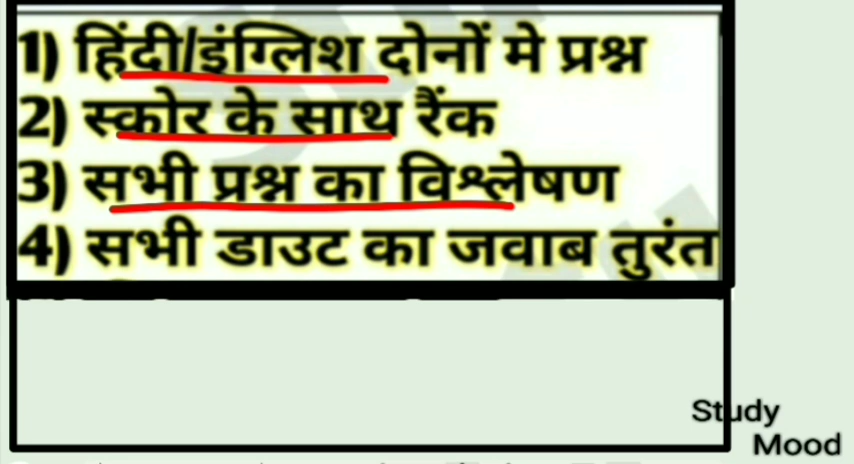 1) हिंदी/इंग्लिश दोनों मे प्रश्न
2) स्कोर के साथ रैंक
3) सभी प्रश्न का विश्लेषण
4) सभी डाउट का जवाब तुरंत
Study
Mood